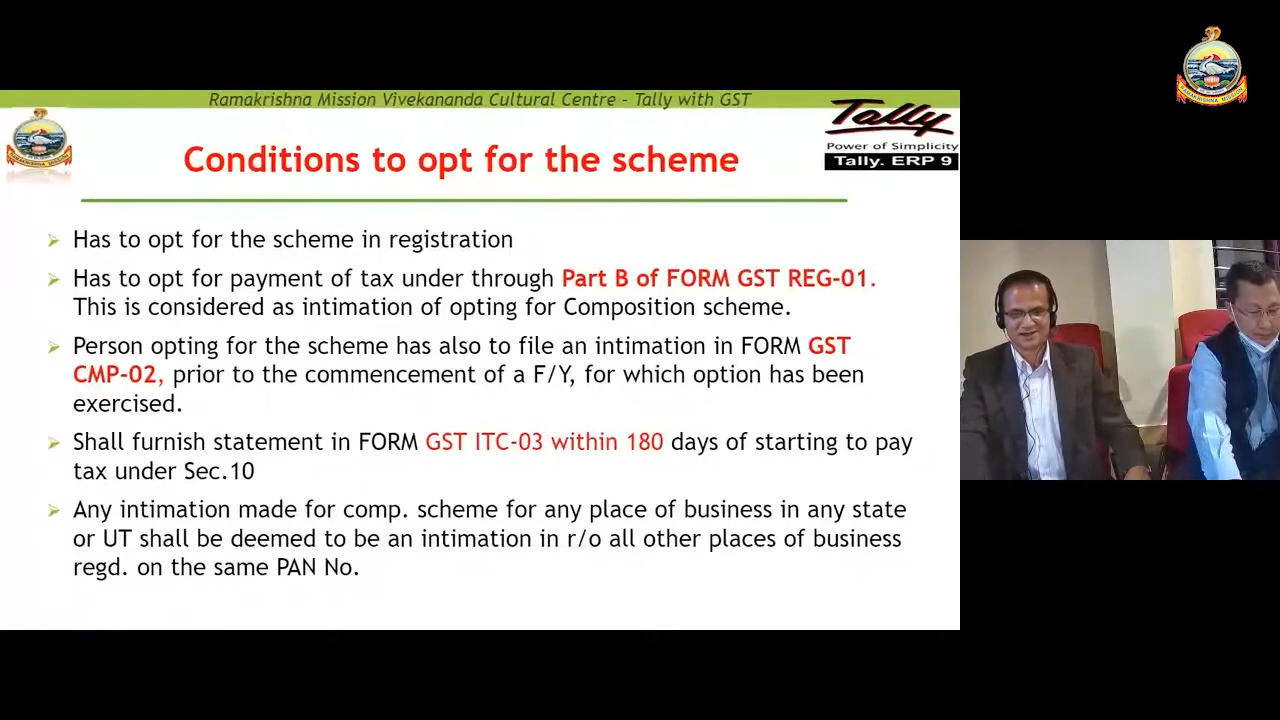 Ramakrishna Mission Vivekananda Cultural Centre - Tally with GST
Tally
Power of Simplicity
Tally. ERP 9
Conditions to opt for the scheme
Has to opt for the scheme in registration
Has to opt for payment of tax under through Part B of FORM GST REG-01.
This is considered as intimation of opting for Composition scheme.
Person opting for the scheme has also to file an intimation in FORM GST
CMP-02, prior to the commencement of a F/Y, for which option has been
exercised.
Shall furnish statement in FORM GST ITC-03 within 180 days of starting to pay
tax under Sec.10
Any intimation made for comp. scheme for any place of business in any state
or UT shall be deemed to be an intimation in r/o all other places of business
regd. on the same PAN No.
RAMAKRISHNA MISSION